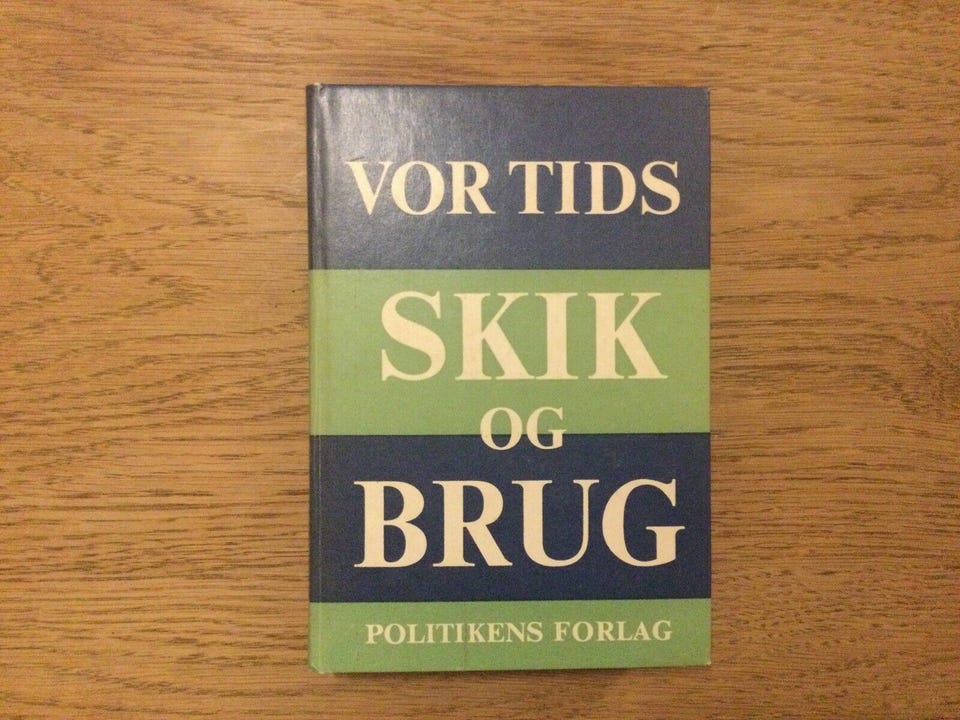 VOR TIDS
SKIK
OG
BRUG
POLITIKENS FORLAG